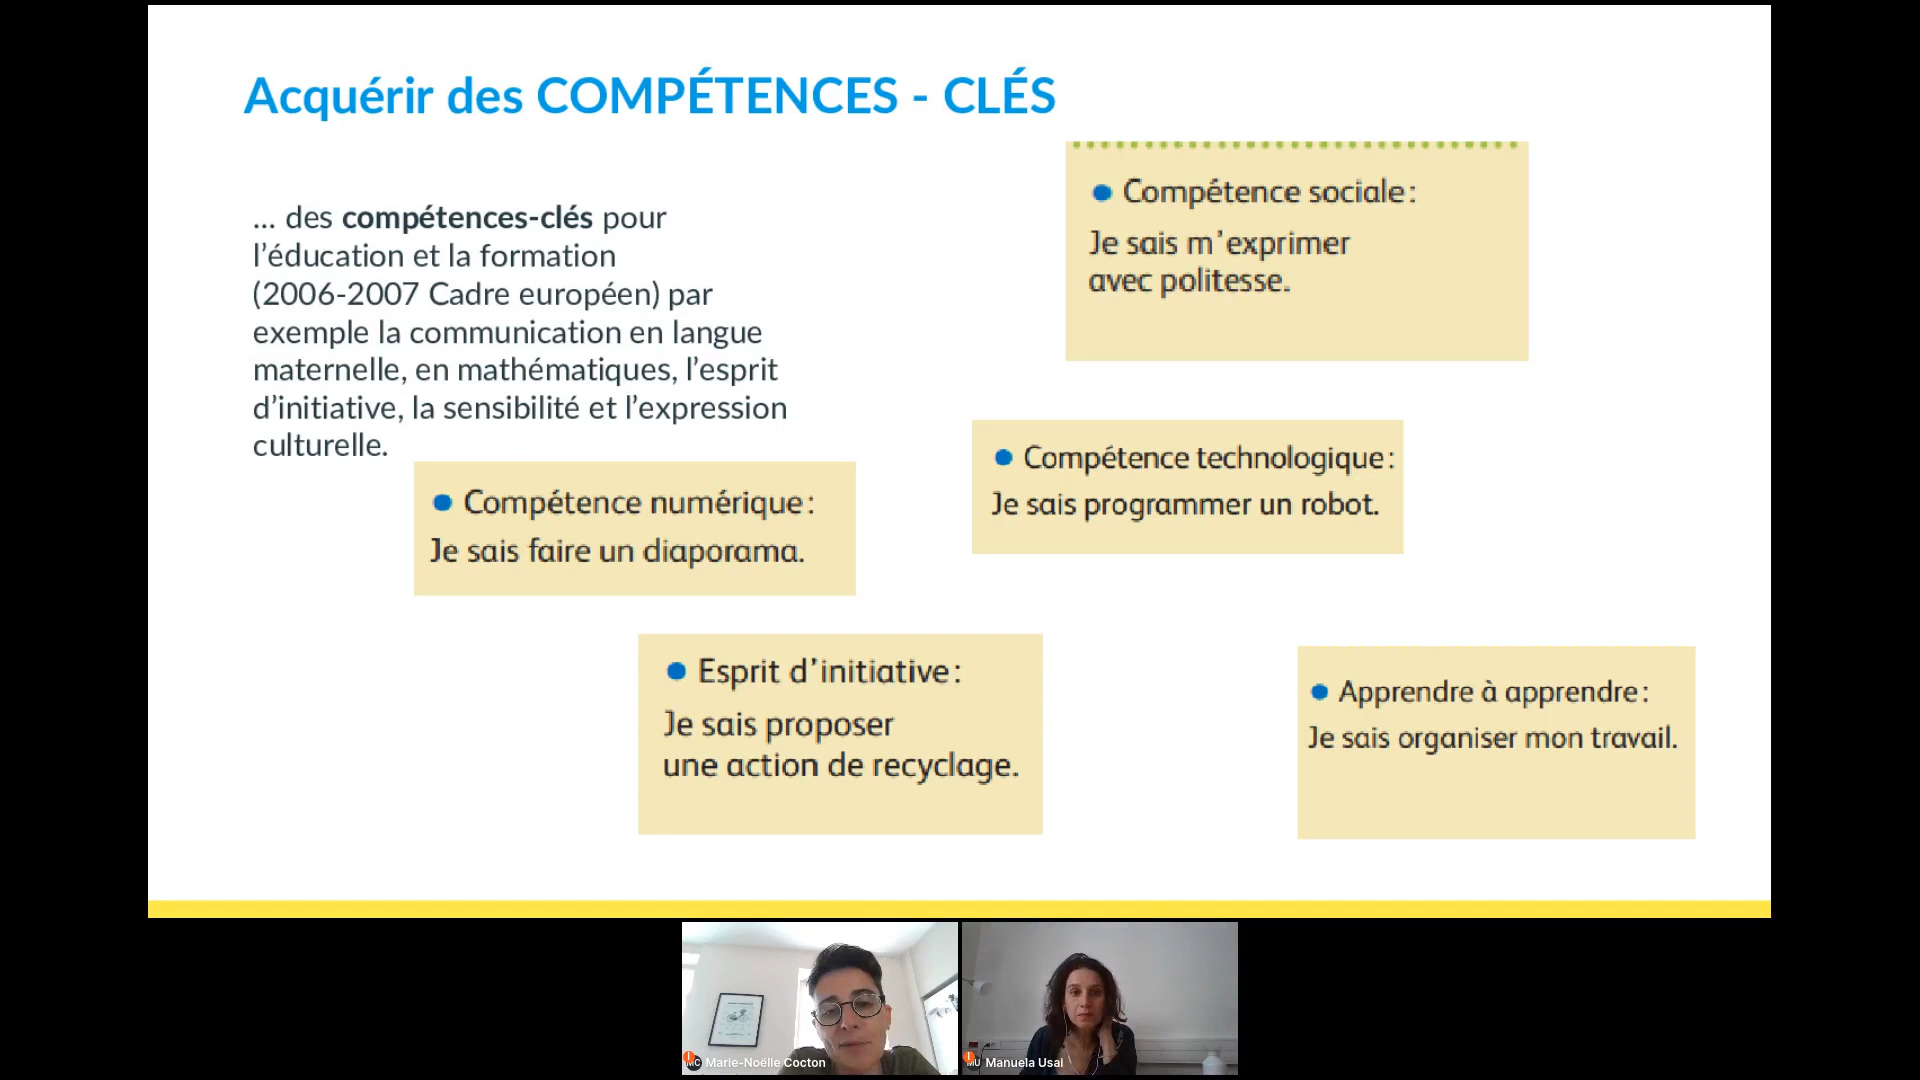 Acquérir des COMPÉTENCES - CLÉS
... des compétences-clés pour
l’éducation et la formation
(2006-2007 Cadre européen) par
exemple la communication en langue
maternelle, en mathématiques, l’esprit
d’initiative, la sensibilité et l’expression
culturelle.
Compétence sociale :
Je sais m’exprimer
avec politesse.
Compétence technologique :
Je sais programmer un robot.
Compétence numérique :
Je sais faire un diaporama.
Esprit d’initiative :
Je sais proposer
une action de recyclage.
Apprendre à apprendre :
Je sais organiser mon travail.
MC Marie-Noëlle Cocton
MU Manuela Usai